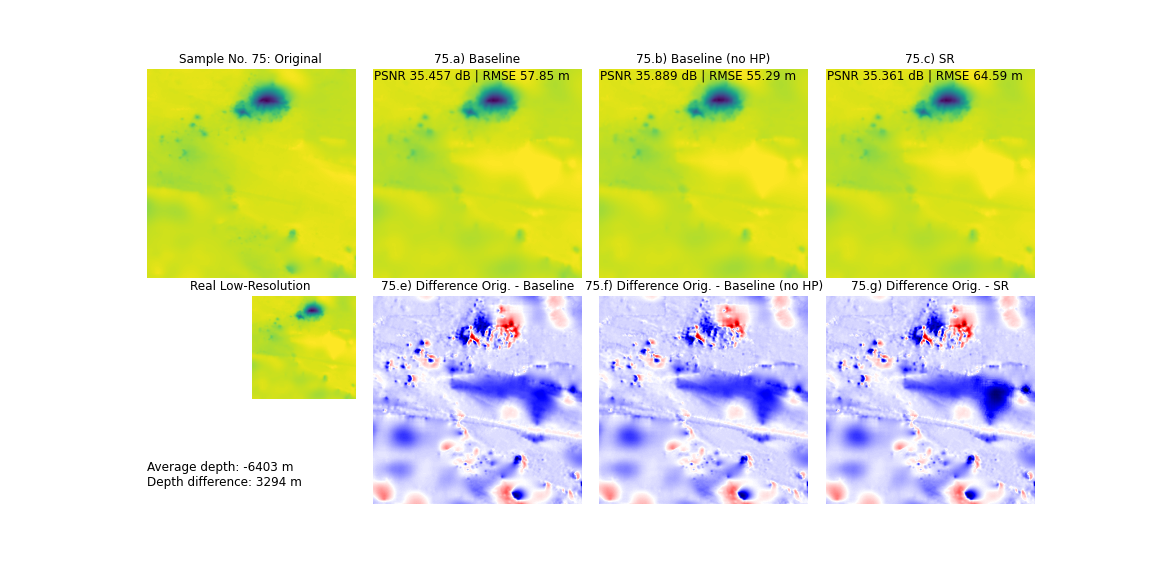 Sample No. 75: Original
75.a) Baseline
75.b) Baseline (no HP)
75.c) SR
PSNR 35.457 dB | RMSE 57.85 m
PSNR 35.889 dB | RMSE 55.29 m
PSNR 35.361 dB | RMSE 64.59 m
Real Low-Resolution
75.e) Difference Orig. - Baseline
75.f) Difference Orig. - Baseline (no HP)
75.g) Difference Orig. - SR
Average depth: -6403 m
Depth difference: 3294 m